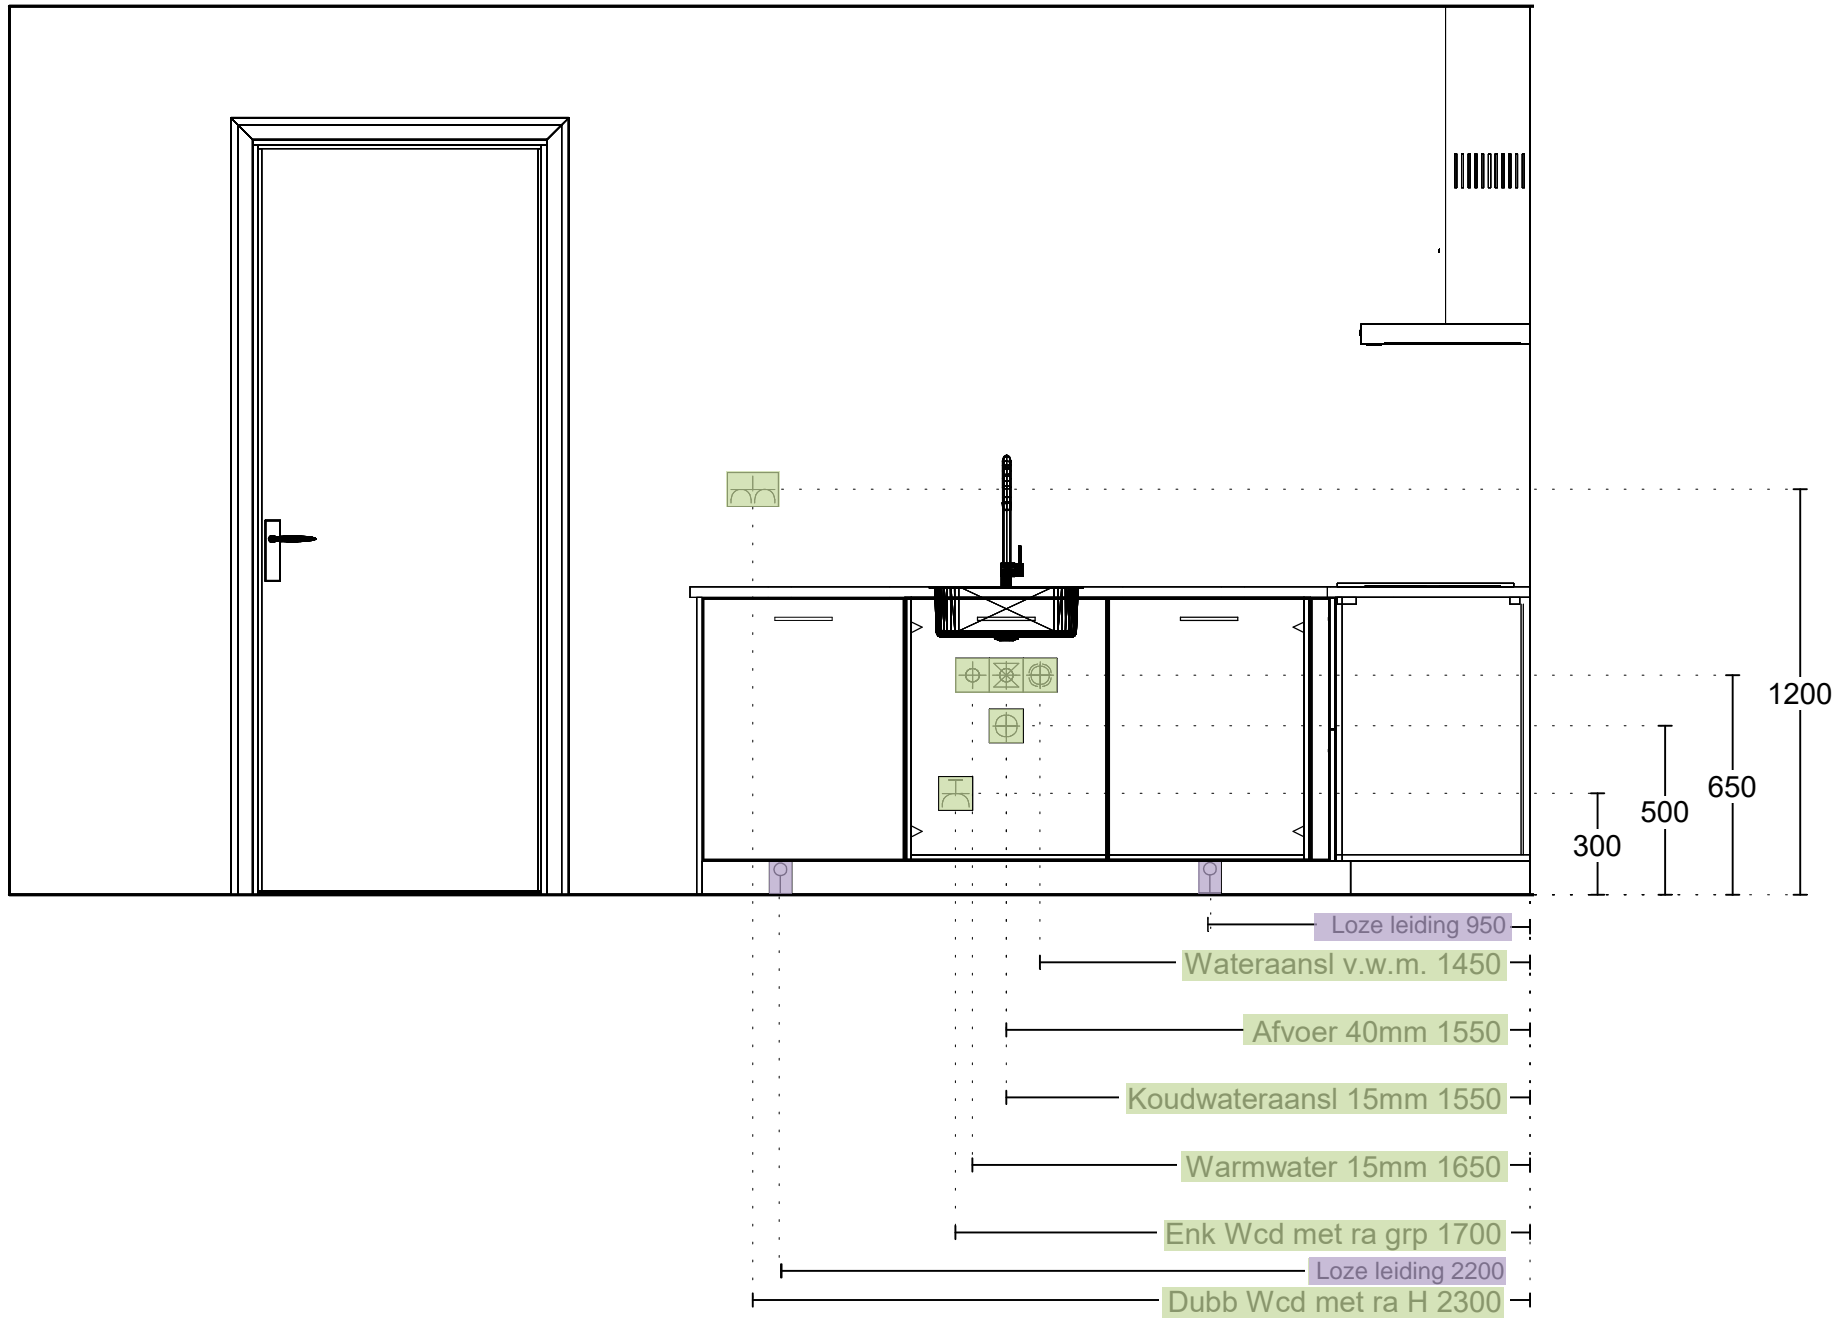 1200
650
500
300
Loze leiding 950
Wateraansl v.w.m. 1450
Afvoer 40mm 1550
Koudwateraansl 15mm 1550
Warmwater 15mm 1650
Enk Wcd met ra grp 1700
Loze leiding 2200
Dubb Wcd met ra H 2300